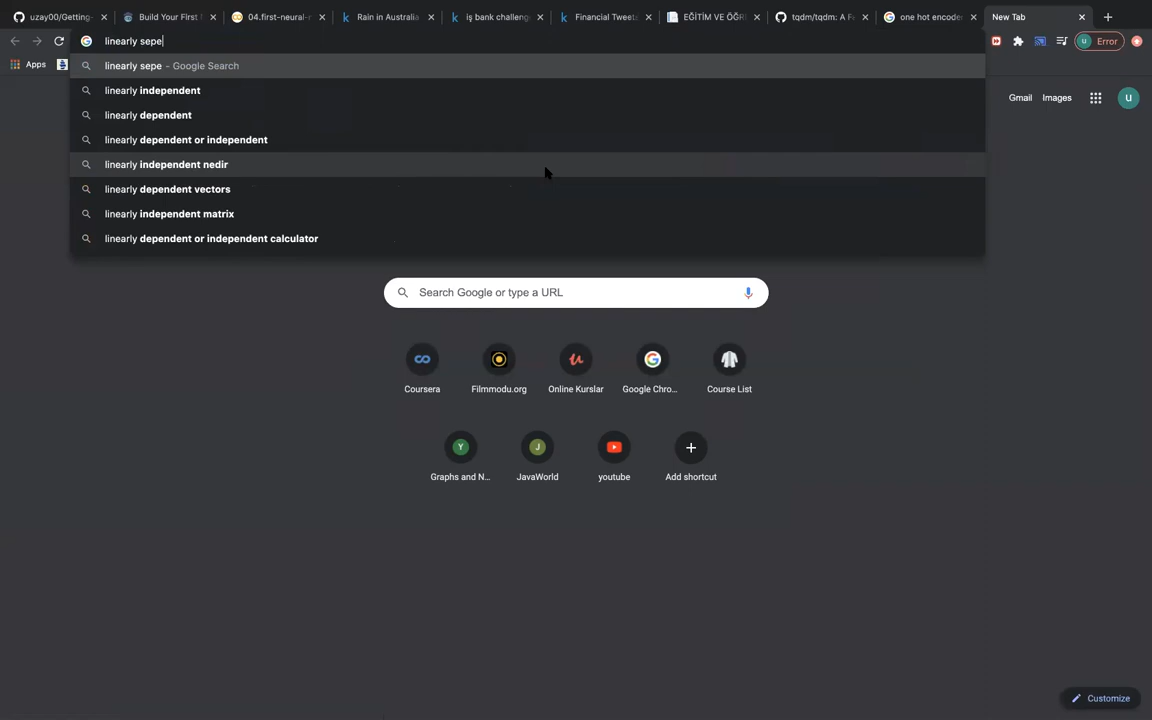 uzay00/Getting-
Build Your First N
04.first-neural-n
Rain in Australia
iş bank challeng
Financial Tweets
EĞİTİM VE ÖĞR
tqdm/tqdm: A Fa
one hot encoder
New Tab
linearly sepe
Error
u
Apps
linearly sepe - Google Search
linearly independent
linearly dependent
linearly dependent or independent
linearly independent nedir
linearly dependent vectors
linearly independent matrix
linearly dependent or independent calculator
Gmail Images
u
Search Google or type a URL
Coursera Filmmodu.org Online Kurslar Google Chro... Course List
Y J
Graphs and N... JavaWorld youtube Add shortcut
Customize